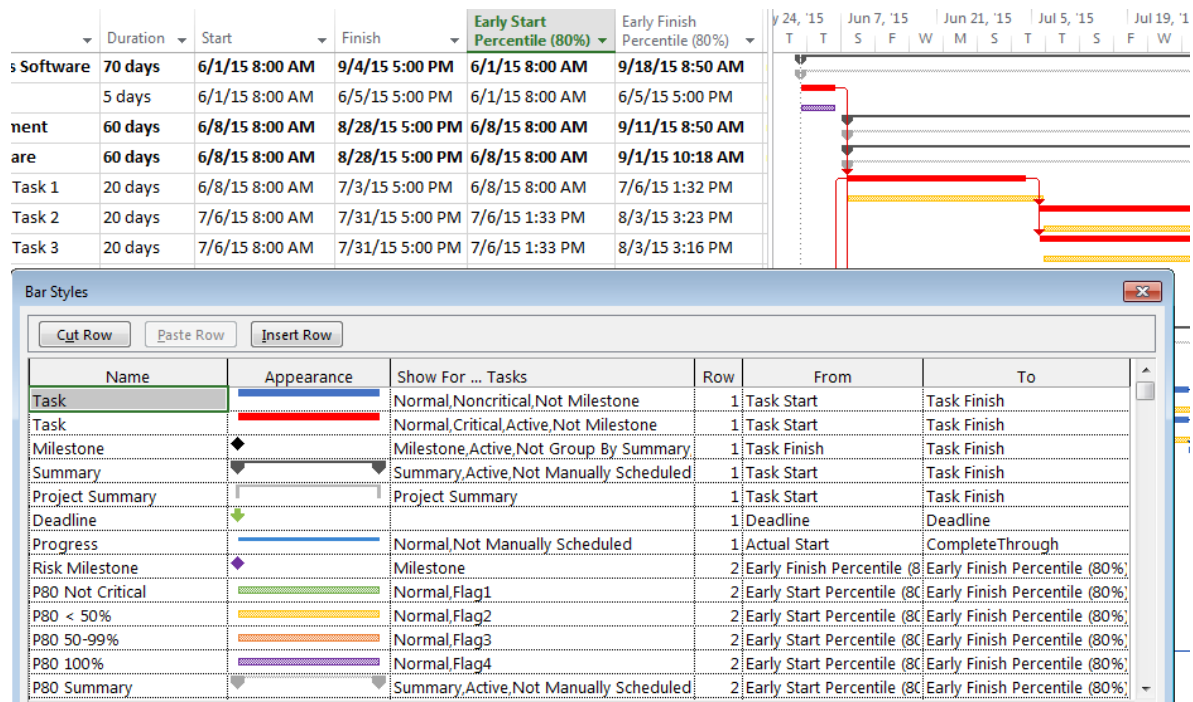 y 24, '15 Jun 7, '15 Jun 21, '15 Jul 5, '15 Jul 19, '1
Duration Start Finish Early Start Percentile (80%) Early Finish Percentile (80%) T T S F W M S T T S F W
s Software 70 days 6/1/15 8:00 AM 9/4/15 5:00 PM 6/1/15 8:00 AM 9/18/15 8:50 AM
5 days 6/1/15 8:00 AM 6/5/15 5:00 PM 6/1/15 8:00 AM 6/5/15 5:00 PM
ment 60 days 6/8/15 8:00 AM 8/28/15 5:00 PM 6/8/15 8:00 AM 9/11/15 8:50 AM
are 60 days 6/8/15 8:00 AM 8/28/15 5:00 PM 6/8/15 8:00 AM 9/1/15 10:18 AM
Task 1 20 days 6/8/15 8:00 AM 7/3/15 5:00 PM 6/8/15 8:00 AM 7/6/15 1:32 PM
Task 2 20 days 7/6/15 8:00 AM 7/31/15 5:00 PM 7/6/15 1:33 PM 8/3/15 3:23 PM
Task 3 20 days 7/6/15 8:00 AM 7/31/15 5:00 PM 7/6/15 1:33 PM 8/3/15 3:16 PM
Bar Styles
Cut Row Paste Row Insert Row
Name Appearance Show For ... Tasks Row From To
Task Normal,Noncritical,Not Milestone 1 Task Start Task Finish
Task Normal,Critical,Active,Not Milestone 1 Task Start Task Finish
Milestone Milestone,Active,Not Group By Summary, 1 Task Finish Task Finish
Summary Summary,Active,Not Manually Scheduled 1 Task Start Task Finish
Project Summary Project Summary 1 Task Start Task Finish
Deadline 1 Deadline Deadline
Progress Normal,Not Manually Scheduled 1 Actual Start CompleteThrough
Risk Milestone Milestone 2 Early Finish Percentile (8 Early Finish Percentile (80%)
P80 Not Critical Normal,Flag1 2 Early Start Percentile (80 Early Finish Percentile (80%)
P80 < 50% Normal,Flag2 2 Early Start Percentile (80 Early Finish Percentile (80%)
P80 50-99% Normal,Flag3 2 Early Start Percentile (80 Early Finish Percentile (80%)
P80 100% Normal,Flag4 2 Early Start Percentile (80 Early Finish Percentile (80%)
P80 Summary Summary,Active,Not Manually Scheduled 2 Early Start Percentile (80 Early Finish Percentile (80%)